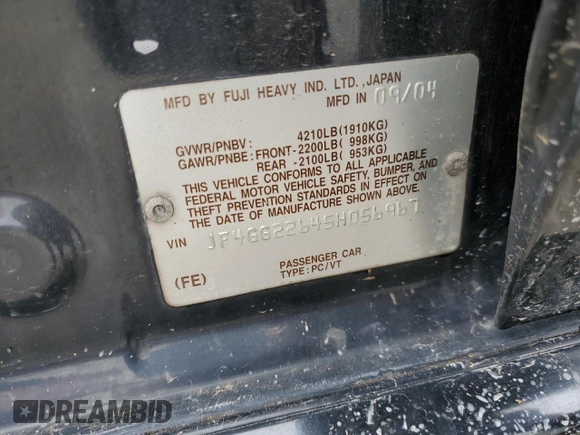 MFD BY FUJI HEAVY IND. LTD., JAPAN
MFD IN 09/04
GVWR/PNBV : 4210LB(1910KG)
GAWR/PNBE: FRONT-2200LB( 998KG)
REAR -2100LB( 953KG)
THIS VEHICLE CONFORMS TO ALL APPLICABLE
FEDERAL MOTOR VEHICLE SAFETY, BUMPER, AND
THEFT PREVENTION STANDARDS IN EFFECT ON
THE DATE OF MANUFACTURE SHOWN ABOVE.
VIN JF4GG22645H056967
PASSENGER CAR
(FE) TYPE: PC/VT
DREAMBID